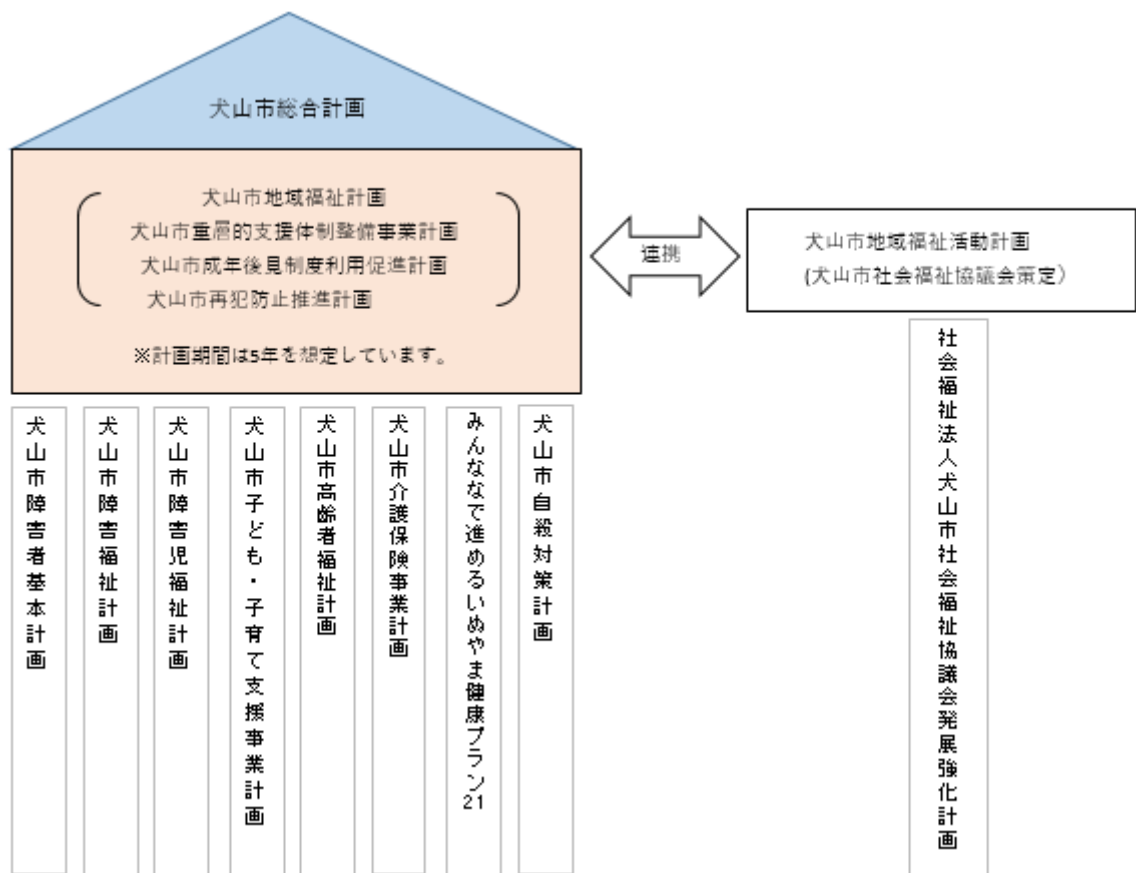 犬山市総合計画
犬山市地域福祉計画
犬山市重層的支援体制整備事業計画
犬山市成年後見制度利用促進計画
犬山市再犯防止推進計画
※計画期間は5年を想定しています。
連携
犬山市地域福祉活動計画
(犬山市社会福祉協議会策定)
犬山市障害者基本計画
犬山市障害福祉計画
犬山市障害児福祉計画
犬山市子ども・子育て支援事業計画
犬山市高齢者福祉計画
犬山市介護保険事業計画
みんななで進めるいぬやま健康プラン21
犬山市自殺対策計画
社会福祉法人犬山市社会福祉協議会発展強化計画